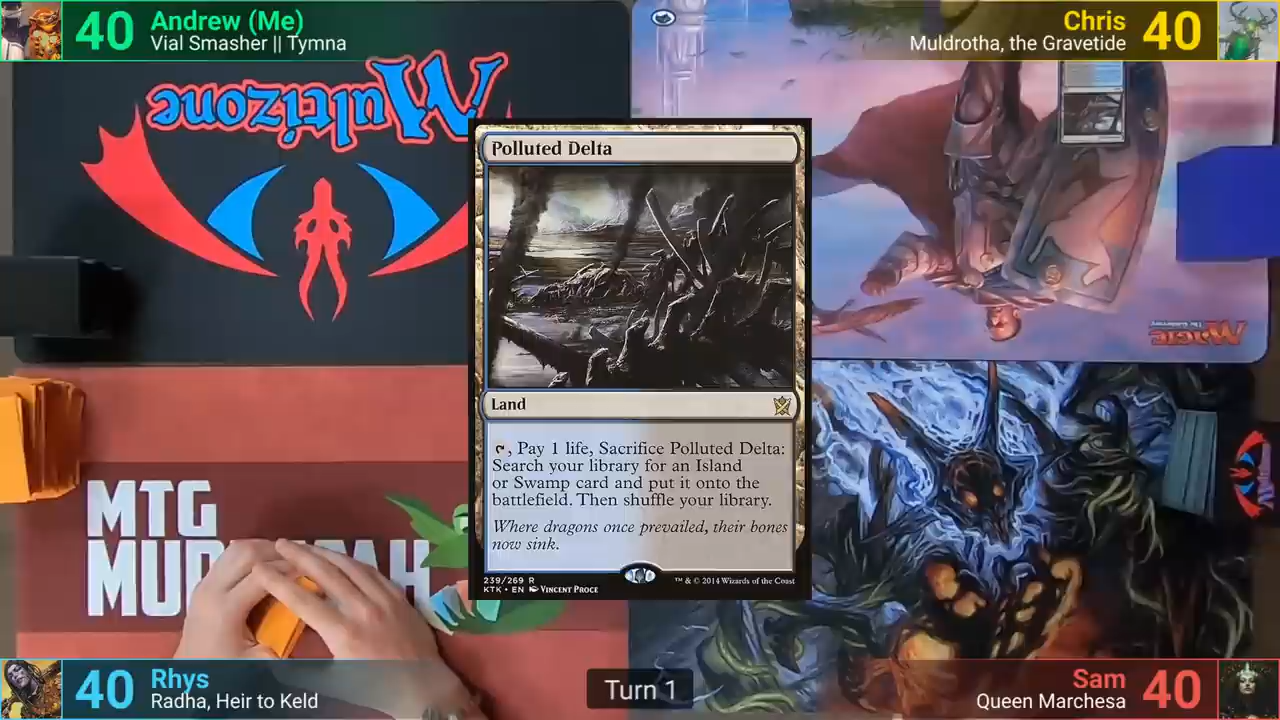 40
Andrew (Me)
Vial Smasher || Tymna
Chris
Muldrotha, the Gravetide
40
Multizone
Polluted Delta
Land
, Pay 1 life, Sacrifice Polluted Delta:
Search your library for an Island
or Swamp card and put it onto the
battlefield. Then shuffle your library.
Where dragons once prevailed, their bones
now sink.
239/269 R
KTK • EN Vincent Proce
™ & © 2014 Wizards of the Coast
Magic
MTG
40
Rhys
Radha, Heir to Keld
Turn 1
Sam
Queen Marchesa
40